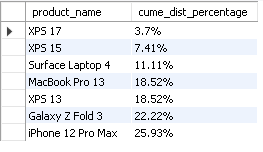 product_name cume_dist_percentage
XPS 17 3.7%
XPS 15 7.41%
Surface Laptop 4 11.11%
MacBook Pro 13 18.52%
XPS 13 18.52%
Galaxy Z Fold 3 22.22%
iPhone 12 Pro Max 25.93%